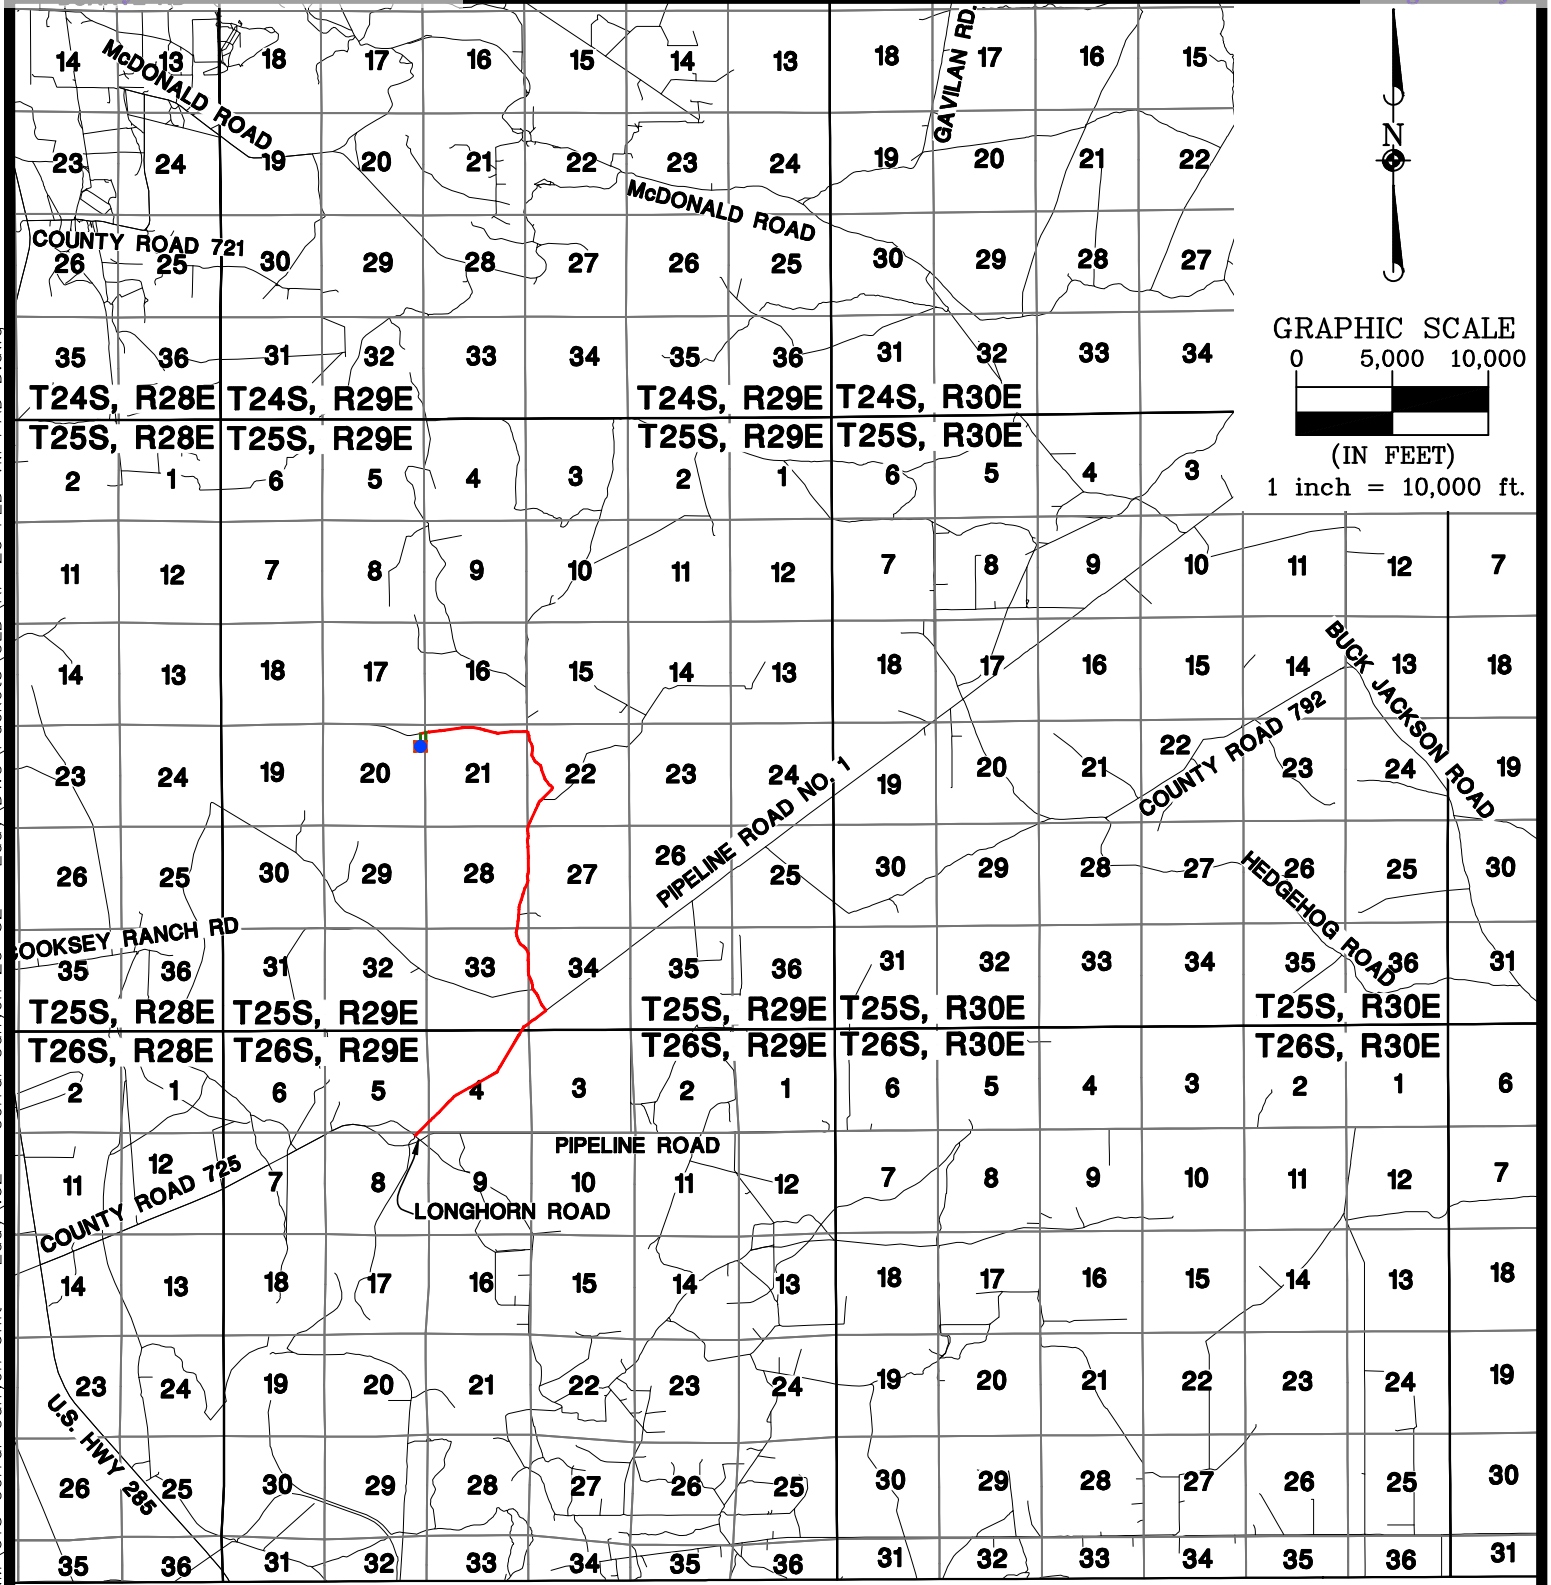 14 13 18 17 16 15 14 13 18 17 16 15
McDONALD ROAD
GAVILAN RD.
N
23 24 19 20 21 22 23 24 19 20 21 22
McDONALD ROAD
COUNTY ROAD 721
26 25 30 29 28 27 26 25 30 29 28 27
GRAPHIC SCALE
0 5,000 10,000
(IN FEET)
1 inch = 10,000 ft.
35 36 31 32 33 34 35 36 31 32 33 34
T24S, R28E T24S, R29E T24S, R29E T24S, R30E
T25S, R28E T25S, R29E T25S, R29E T25S, R30E
2 1 6 5 4 3 2 1 6 5 4 3
11 12 7 8 9 10 11 12 7 8 9 10 11 12 7
14 13 18 17 16 15 14 13 18 17 16 15 14 13 18
BUCK JACKSON ROAD
COUNTY ROAD 792
23 24 19 20 21 22 23 24 19 20 21 22 23 24 19
PIPELINE ROAD NO. 1
26 25 30 29 28 27 26 25 30 29 28 27 26 25 30
HEDGEHOG ROAD
COOKSEY RANCH RD
35 36 31 32 33 34 35 36 31 32 33 34 35 36 31
T25S, R28E T25S, R29E T25S, R29E T25S, R30E T25S, R30E
T26S, R28E T26S, R29E T26S, R29E T26S, R30E T26S, R30E
2 1 6 5 4 3 2 1 6 5 4 3 2 1 6
PIPELINE ROAD
11 12 7 8 9 10 11 12 7 8 9 10 11 12 7
COUNTY ROAD 725
LONGHORN ROAD
14 13 18 17 16 15 14 13 18 17 16 15 14 13 18
23 24 19 20 21 22 23 24 19 20 21 22 23 24 19
U.S. HWY 285
26 25 30 29 28 27 26 25 30 29 28 27 26 25 30
35 36 31 32 33 34 35 36 31 32 33 34 35 36 31